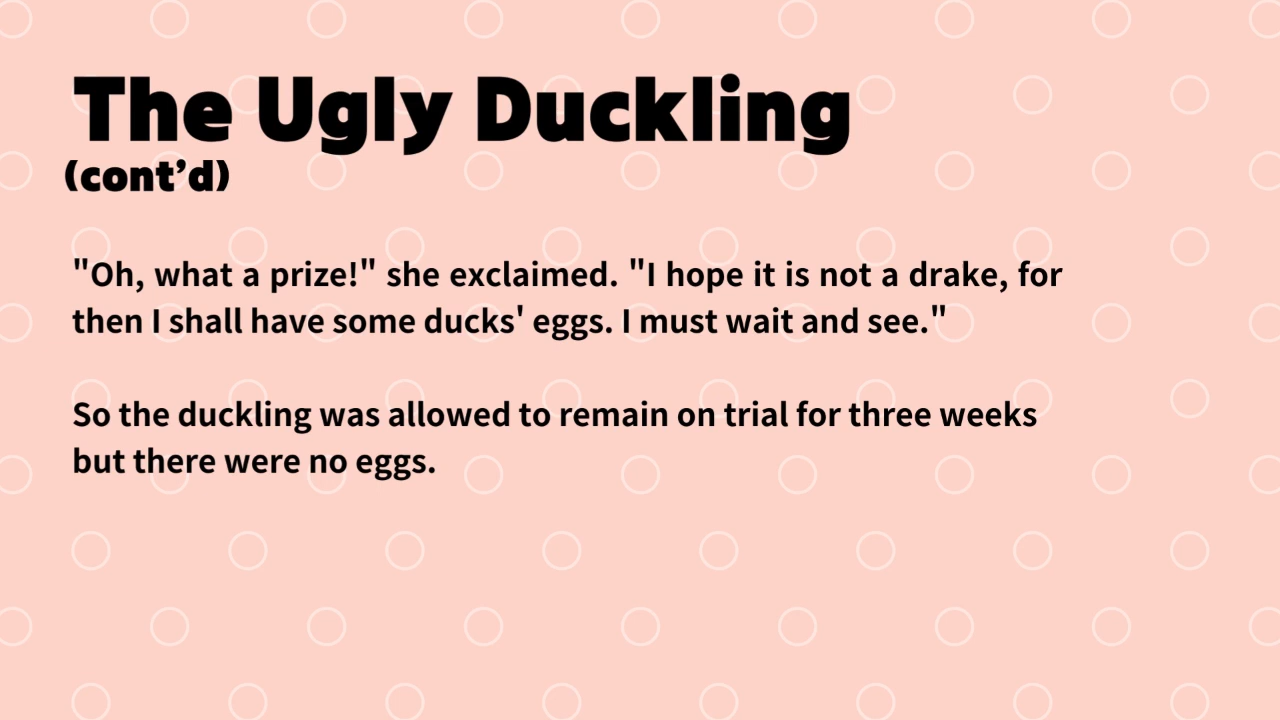 The Ugly Duckling
(cont’d)
"Oh, what a prize!" she exclaimed. "I hope it is not a drake, for
then I shall have some ducks' eggs. I must wait and see."
So the duckling was allowed to remain on trial for three weeks
but there were no eggs.